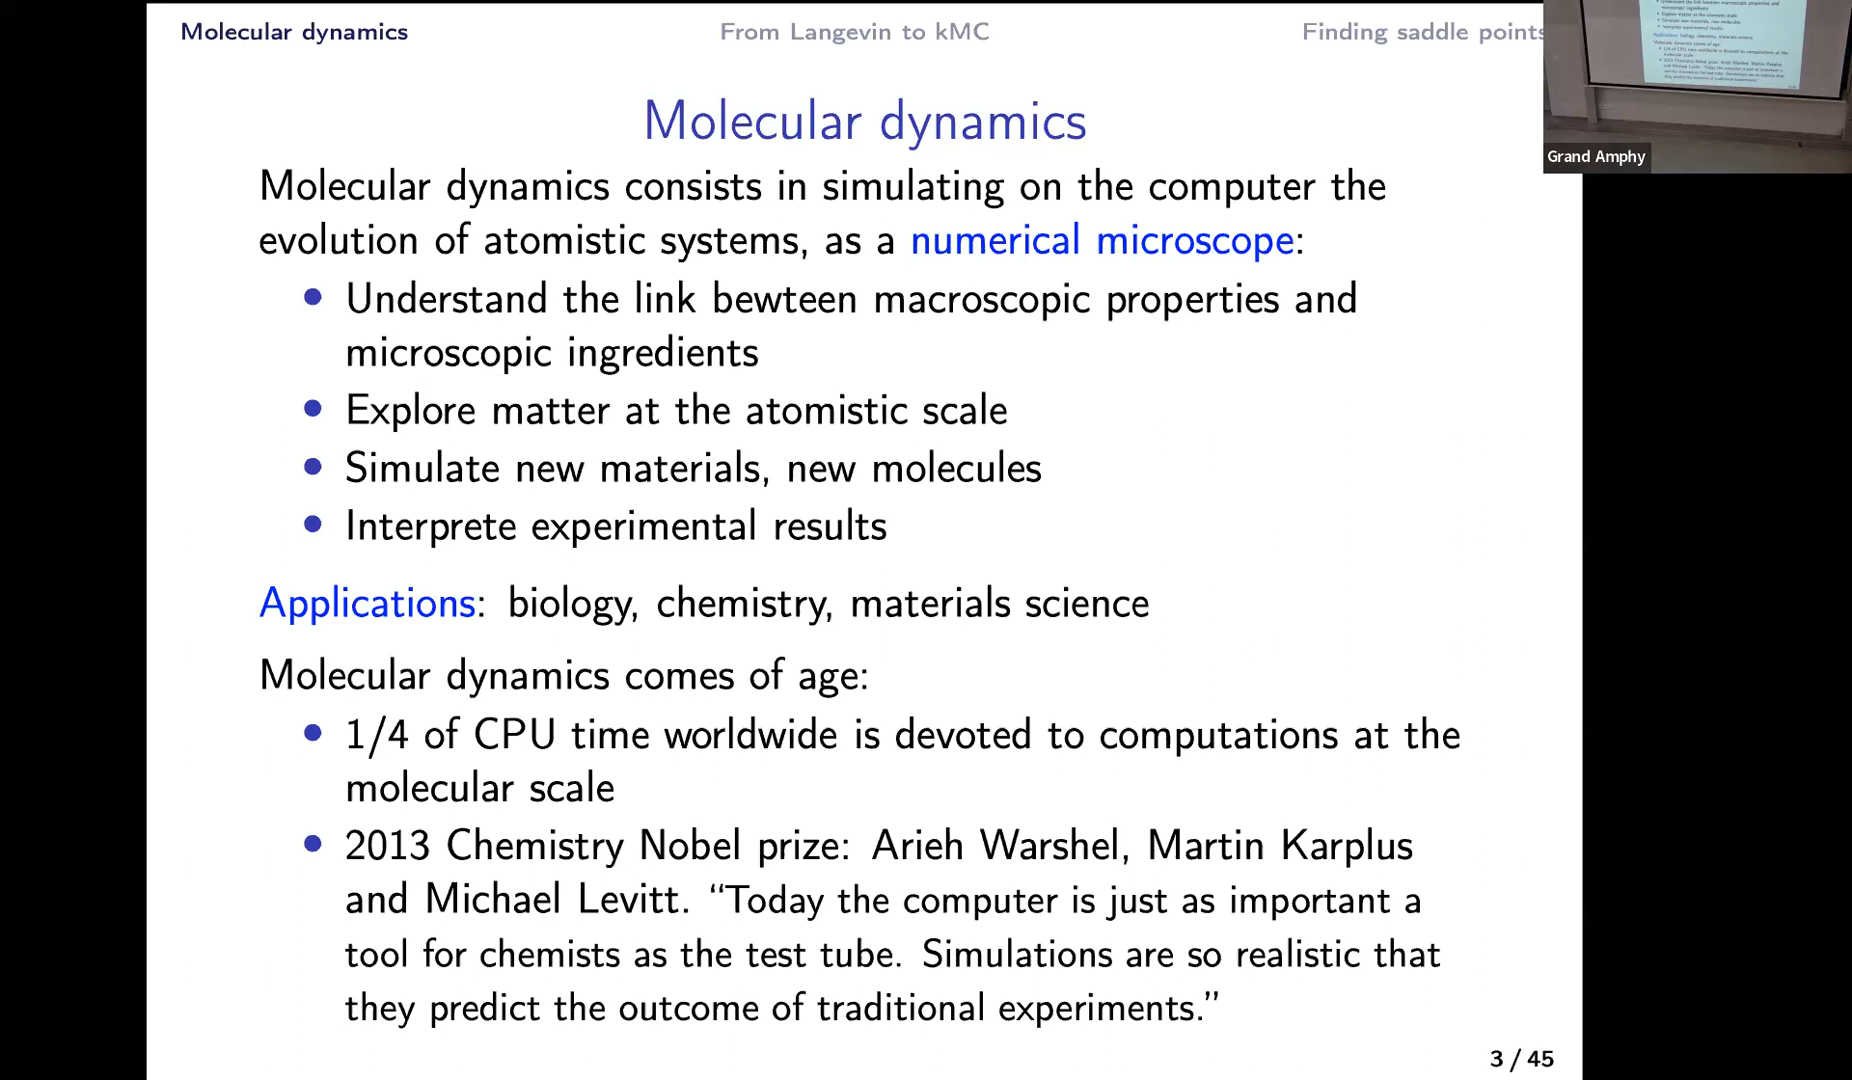 Molecular dynamics
From Langevin to kMC
Finding saddle points
Molecular dynamics
Molecular dynamics consists in simulating on the computer the
evolution of atomistic systems, as a numerical microscope:
• Understand the link bewteen macroscopic properties and
microscopic ingredients
• Explore matter at the atomistic scale
• Simulate new materials, new molecules
• Interprete experimental results
Applications: biology, chemistry, materials science
Molecular dynamics comes of age:
• 1/4 of CPU time worldwide is devoted to computations at the
molecular scale
• 2013 Chemistry Nobel prize: Arieh Warshel, Martin Karplus
and Michael Levitt. “Today the computer is just as important a
tool for chemists as the test tube. Simulations are so realistic that
they predict the outcome of traditional experiments.”
3 / 45
Grand Amphy